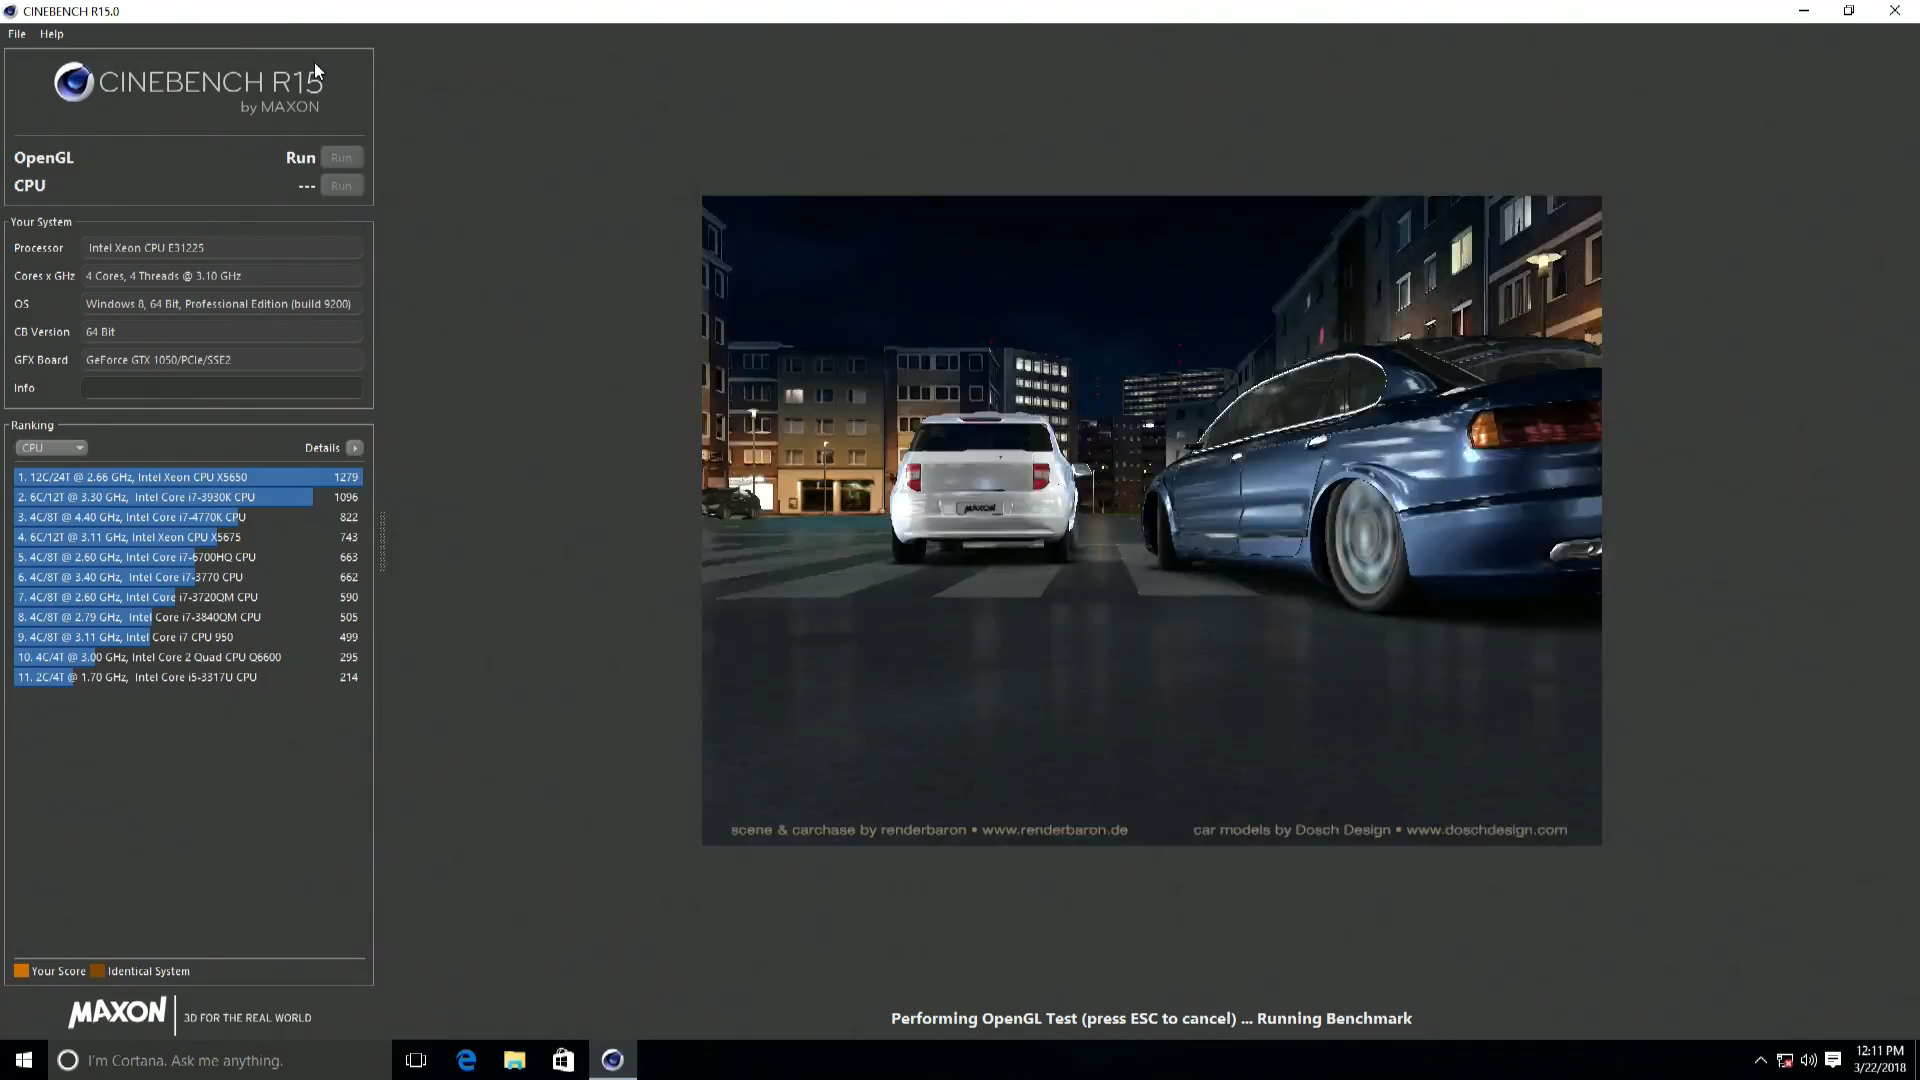 CINEBENCH R15.0
File Help
CINEBENCH R15
by MAXON
OpenGL Run Run
CPU --- Run
Your System
Processor Intel Xeon CPU E31225
Cores x GHz 4 Cores, 4 Threads @ 3.10 GHz
OS Windows 8, 64 Bit, Professional Edition (build 9200)
CB Version 64 Bit
GFX Board GeForce GTX 1050/PCIe/SSE2
Info
Ranking
CPU Details
1. 12C/24T @ 2.66 GHz, Intel Xeon CPU X5650 1279
2. 6C/12T @ 3.30 GHz, Intel Core i7-3930K CPU 1096
3. 4C/8T @ 4.40 GHz, Intel Core i7-4770K CPU 822
4. 6C/12T @ 3.11 GHz, Intel Xeon CPU X5675 743
5. 4C/8T @ 2.60 GHz, Intel Core i7-6700HQ CPU 663
6. 4C/8T @ 3.40 GHz, Intel Core i7-3770 CPU 662
7. 4C/8T @ 2.60 GHz, Intel Core i7-3720QM CPU 590
8. 4C/8T @ 2.79 GHz, Intel Core i7-3840QM CPU 505
9. 4C/8T @ 3.11 GHz, Intel Core i7 CPU 950 499
10. 4C/4T @ 3.00 GHz, Intel Core 2 Quad CPU Q6600 295
11. 2C/4T @ 1.70 GHz, Intel Core i5-3317U CPU 214
Your Score Identical System
MAXON 3D FOR THE REAL WORLD
MAXON
scene & carchase by renderbaron • www.renderbaron.de car models by Dosch Design • www.doschdesign.com
Performing OpenGL Test (press ESC to cancel) ... Running Benchmark
I'm Cortana. Ask me anything.
12:11 PM
3/22/2018